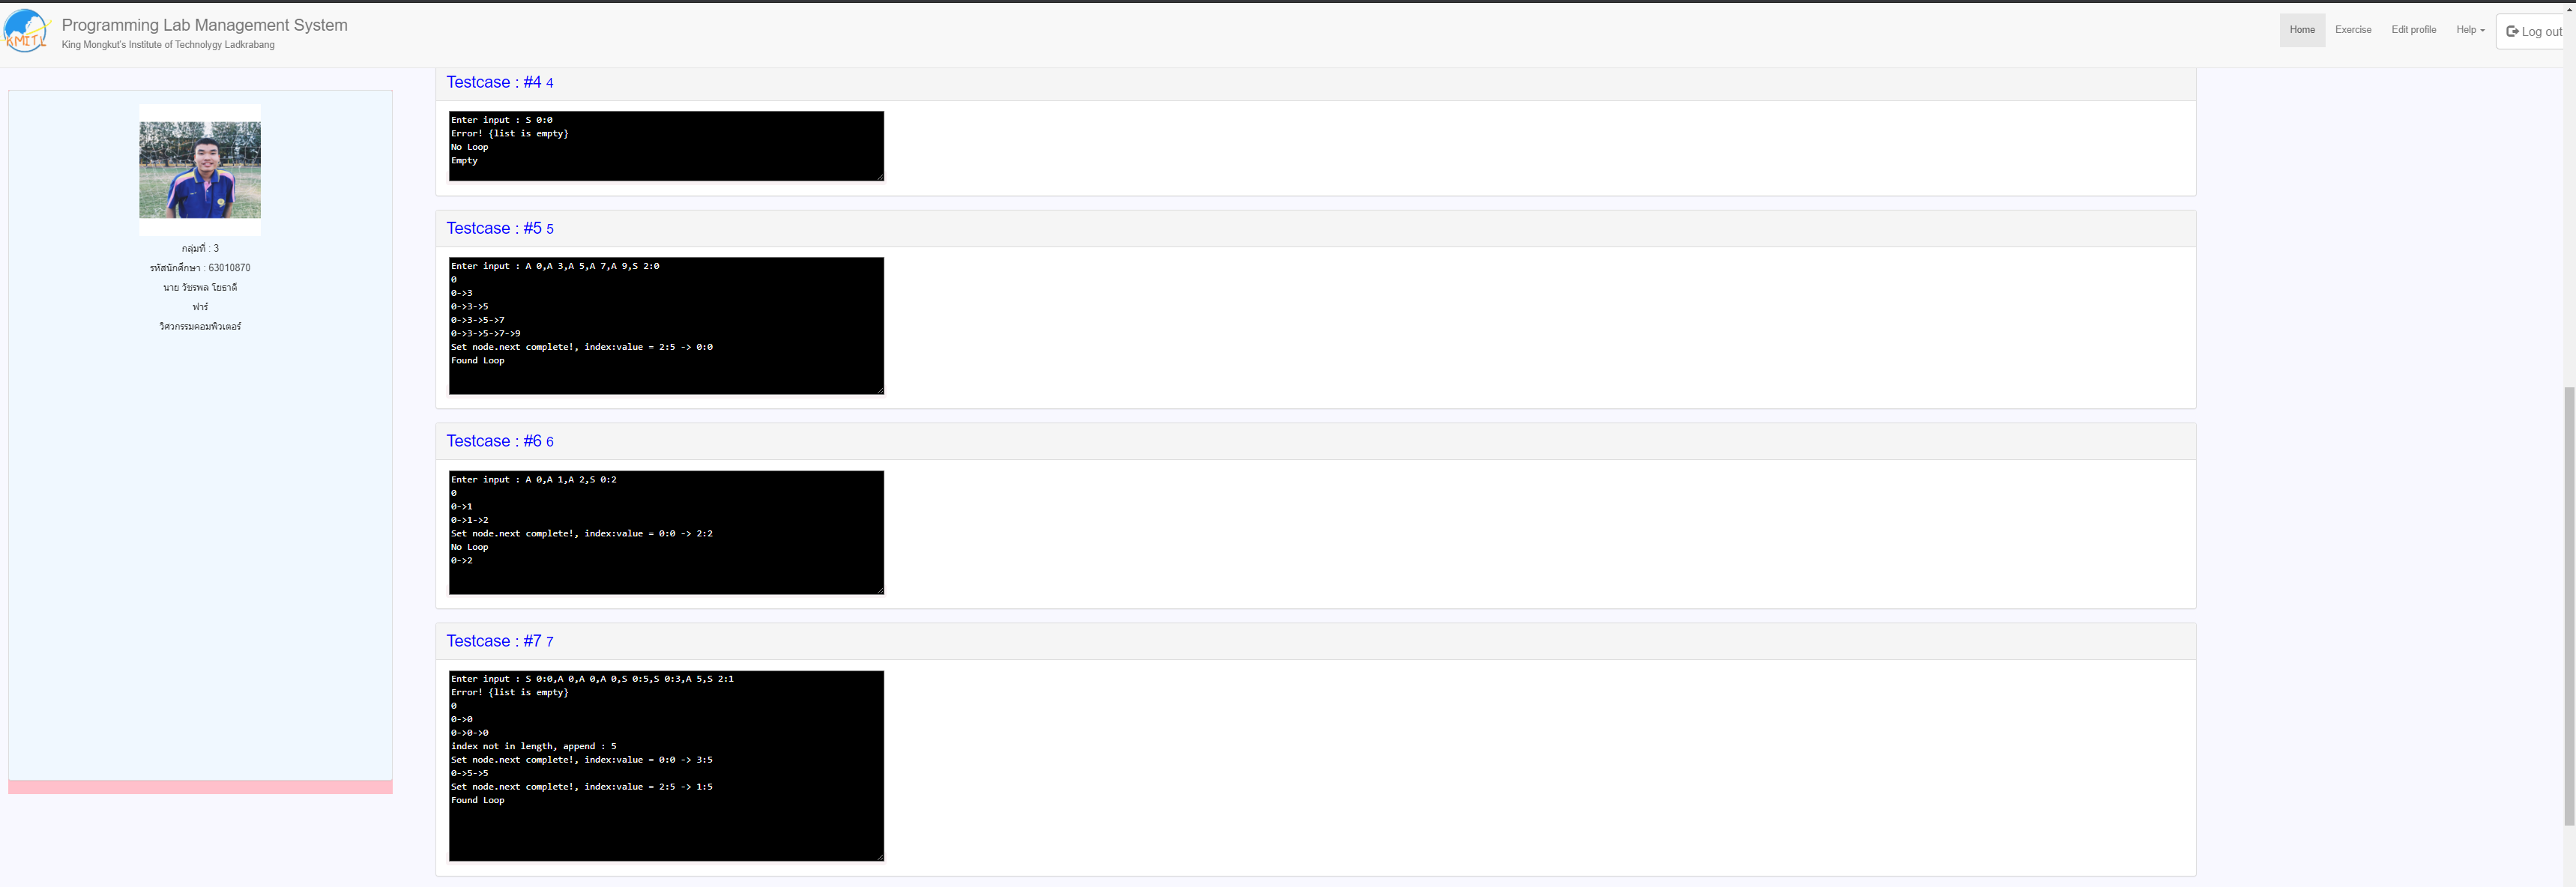 Programming Lab Management System
King Mongkut's Institute of Technolygy Ladkrabang
Home
Exercise
Edit profile
Help
Log out
KMITL
กลุ่มที่ : 3
รหัสนักศึกษา : 63010870
นาย วัชรพล โยธาดี
ฟาร์
วิศวกรรมคอมพิวเตอร์
Testcase : #4 4
Enter input : S 0:0
Error! {list is empty}
No Loop
Empty
Testcase : #5 5
Enter input : A 0,A 3,A 5,A 7,A 9,S 2:0
0
0->3
0->3->5
0->3->5->7
0->3->5->7->9
Set node.next complete!, index:value = 2:5 -> 0:0
Found Loop
Testcase : #6 6
Enter input : A 0,A 1,A 2,S 0:2
0
0->1
0->1->2
Set node.next complete!, index:value = 0:0 -> 2:2
No Loop
0->2
Testcase : #7 7
Enter input : S 0:0,A 0,A 0,A 0,S 0:5,S 0:3,A 5,S 2:1
Error! {list is empty}
0
0->0
0->0->0
index not in length, append : 5
Set node.next complete!, index:value = 0:0 -> 3:5
0->5->5
Set node.next complete!, index:value = 2:5 -> 1:5
Found Loop